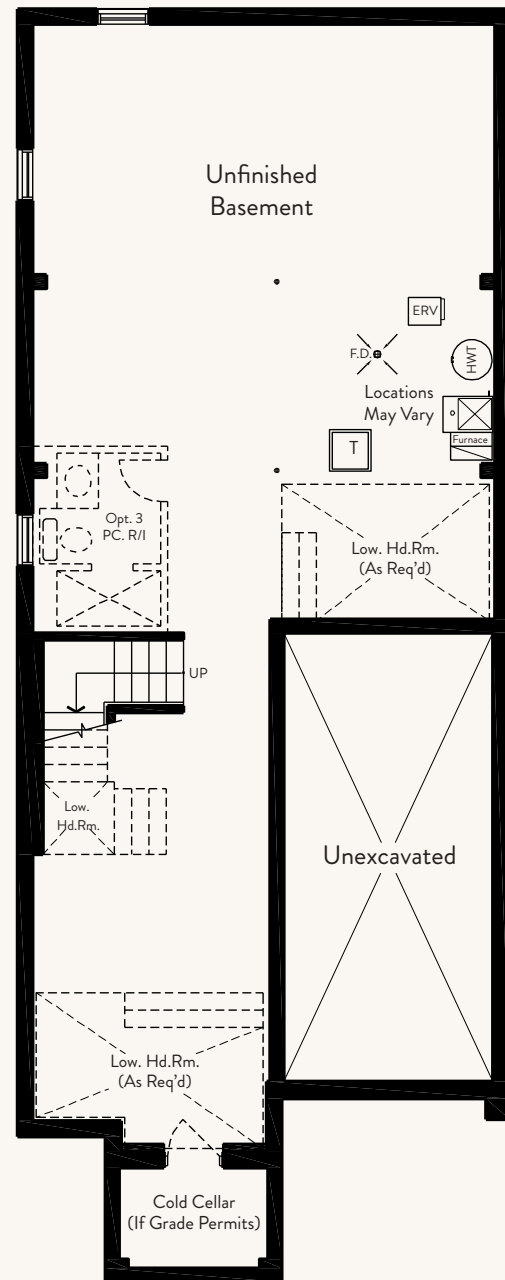 Unfinished
Basement
ERV
F.D.
HWT
Locations
May Vary
Furnace
T
Opt. 3
PC. R/I
Low. Hd.Rm.
(As Req'd)
UP
Low.
Hd.Rm.
Unexcavated
Low. Hd.Rm.
(As Req'd)
Cold Cellar
(If Grade Permits)